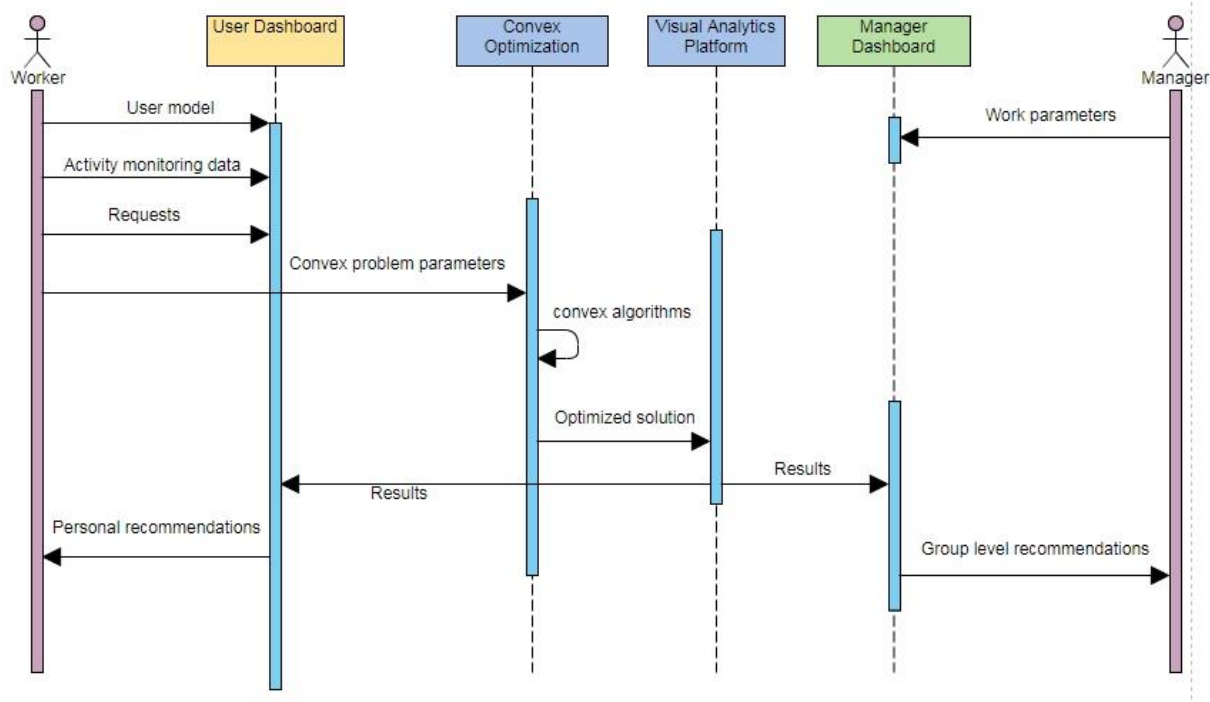 User Dashboard
Convex
Optimization
Visual Analytics
Platform
Manager
Dashboard
Worker
Manager
User model
Work parameters
Activity monitoring data
Requests
Convex problem parameters
convex algorithms
Optimized solution
Results
Results
Personal recommendations
Group level recommendations